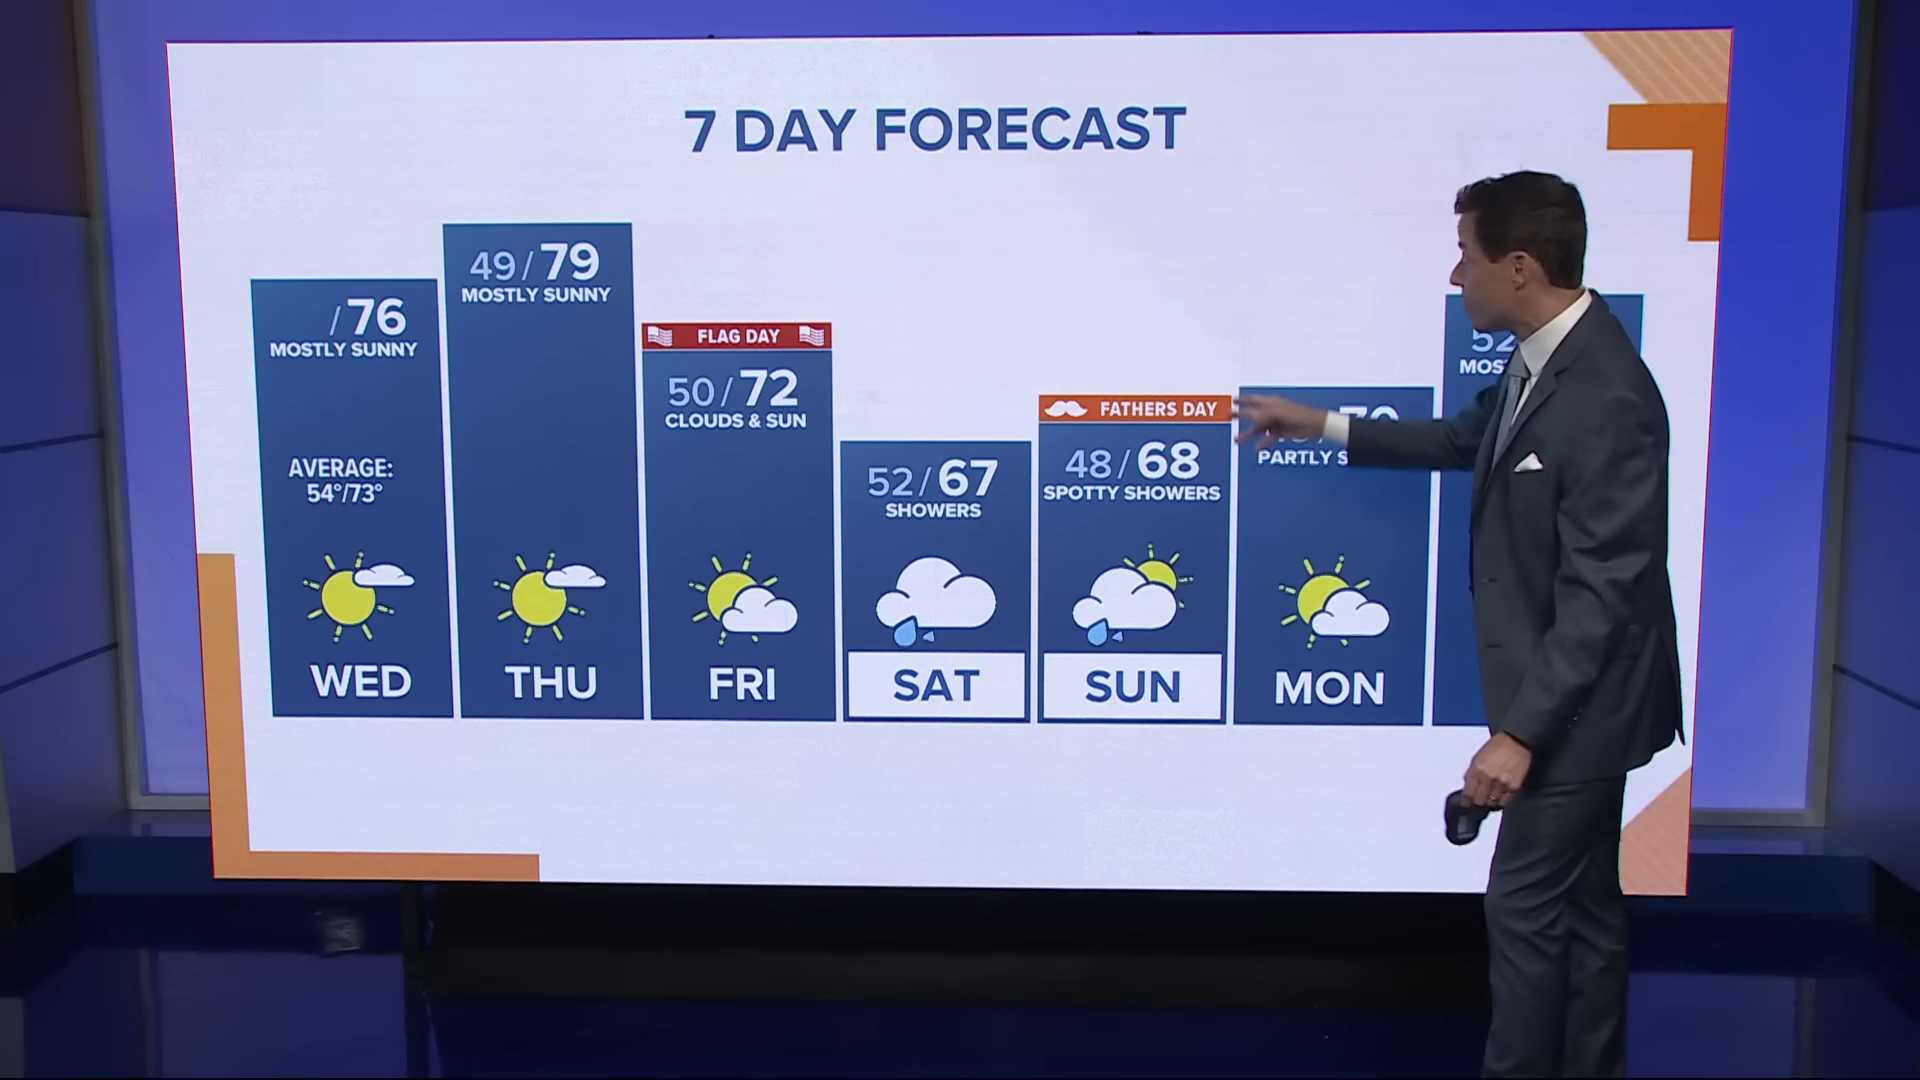 7 DAY FORECAST
/76
MOSTLY SUNNY
AVERAGE:
54°/73°
WED
49/79
MOSTLY SUNNY
THU
FLAG DAY
50/72
CLOUDS & SUN
FRI
52/67
SHOWERS
SAT
FATHERS DAY
48/68
SPOTTY SHOWERS
SUN
PARTLY
MON
52